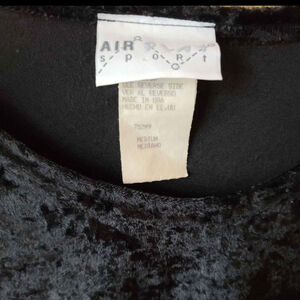 AIR
sport
SEE REVERSE SIDE
VER AL REVERSO
MADE IN USA
HECHO EN EE.UU
MEDIUM
MEDIANO